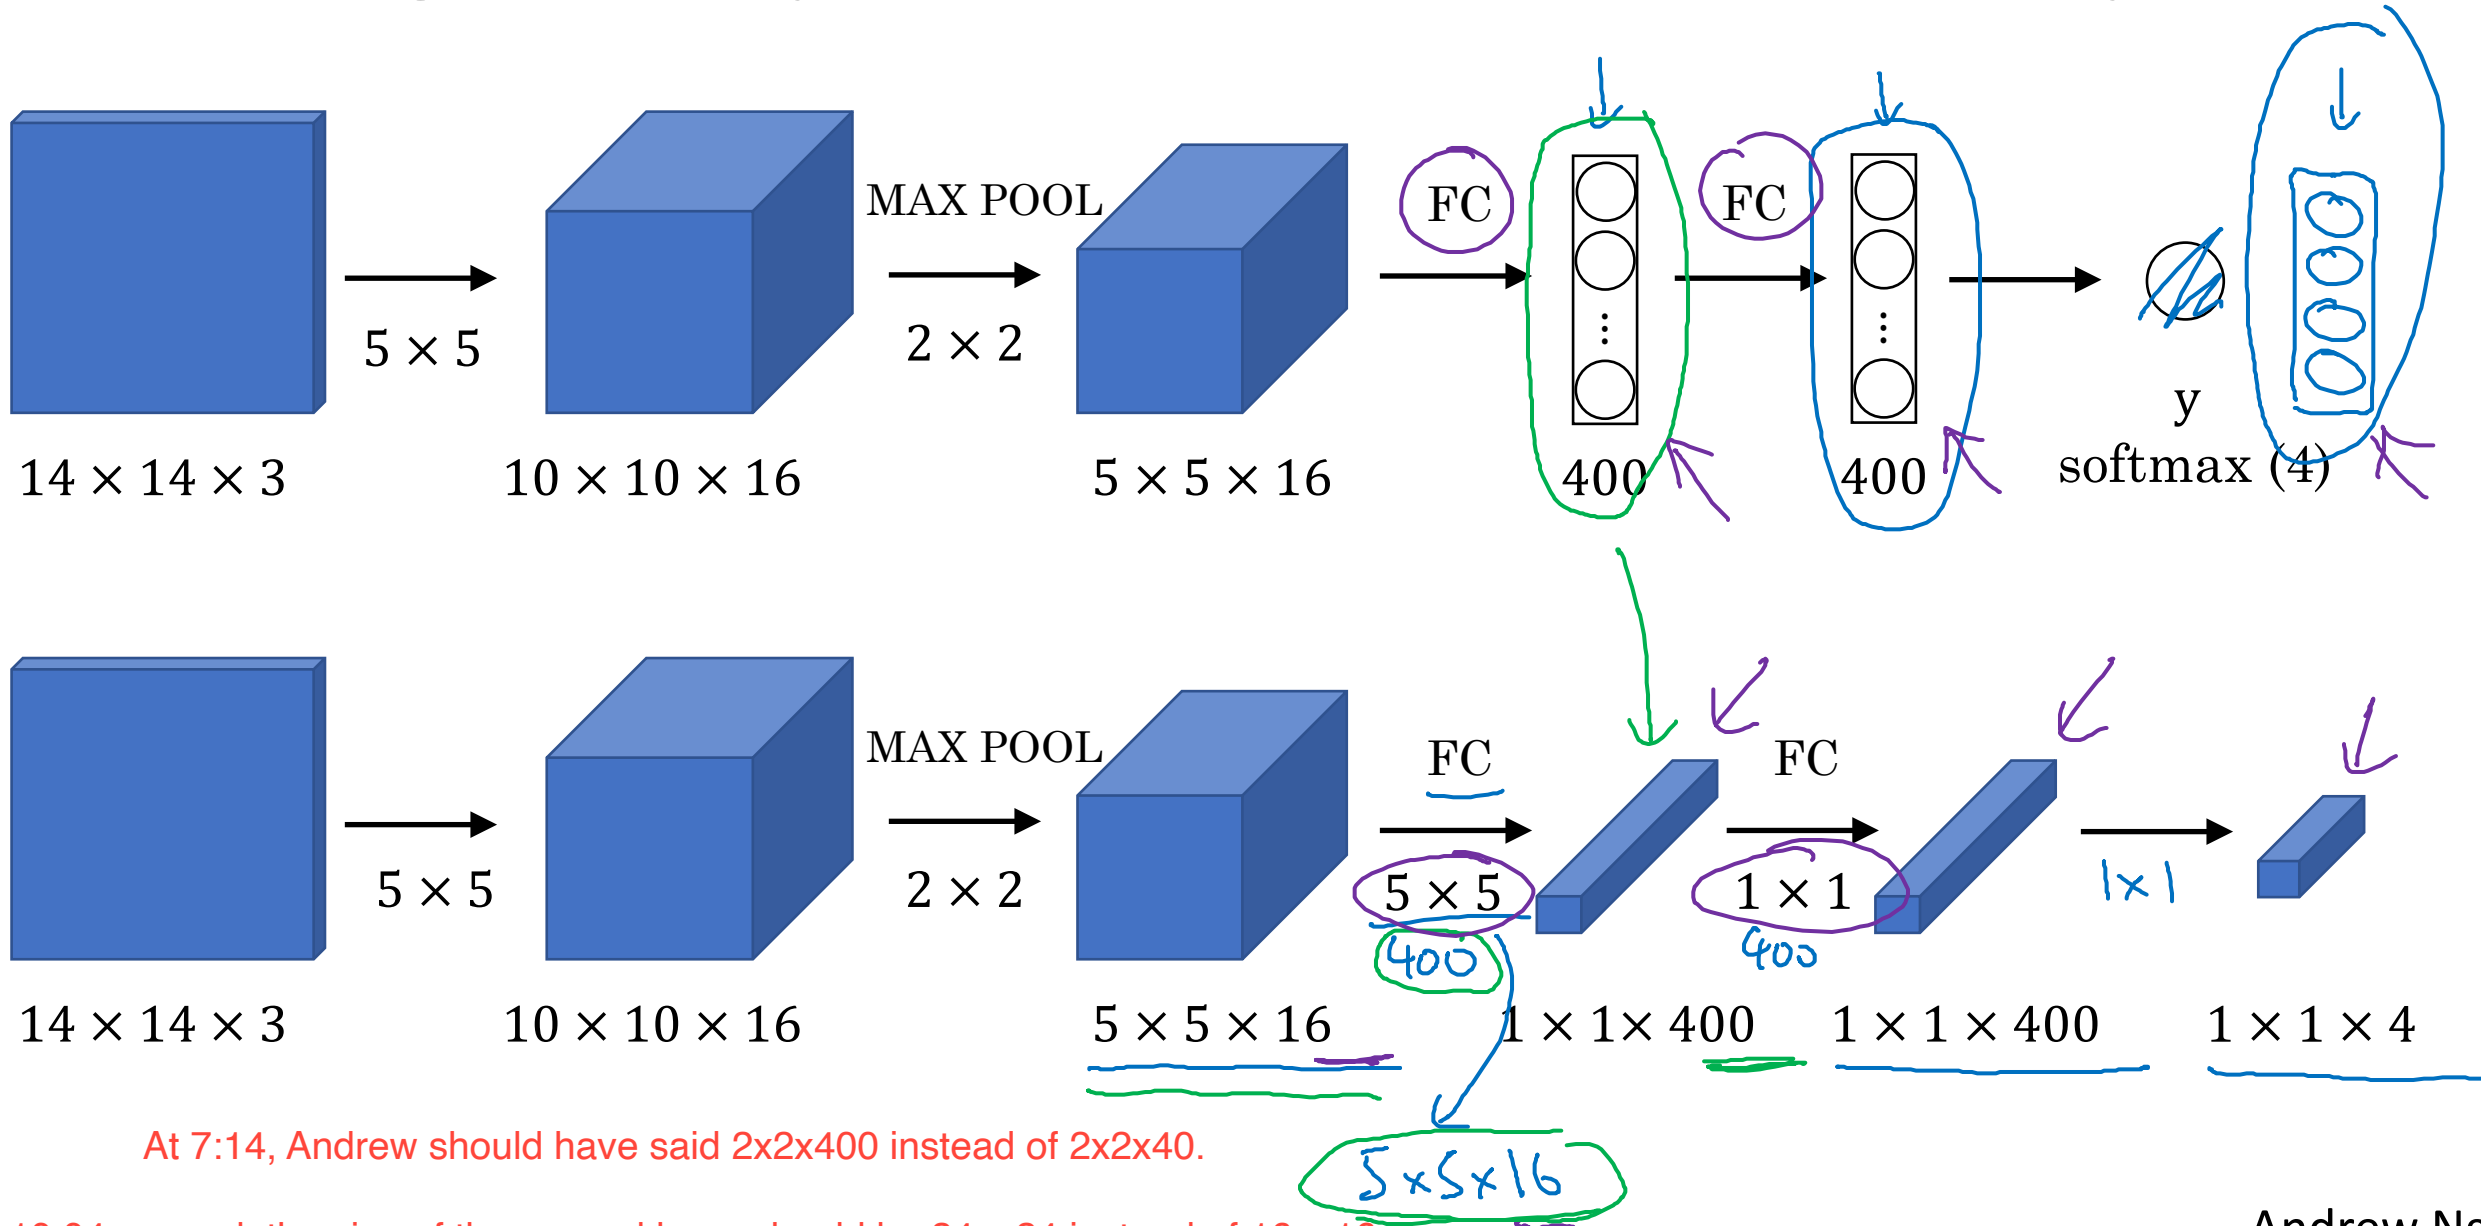 MAX POOL
FC
FC
5 × 5
2 × 2
y
14 × 14 × 3
10 × 10 × 16
5 × 5 × 16
400
400
softmax (4)
MAX POOL
FC
FC
5 × 5
2 × 2
5 × 5
1 × 1
1×1
400
400
14 × 14 × 3
10 × 10 × 16
5 × 5 × 16
1 × 1 × 400
1 × 1 × 400
1 × 1 × 4
At 7:14, Andrew should have said 2x2x400 instead of 2x2x40.
5×5×16
Andrew